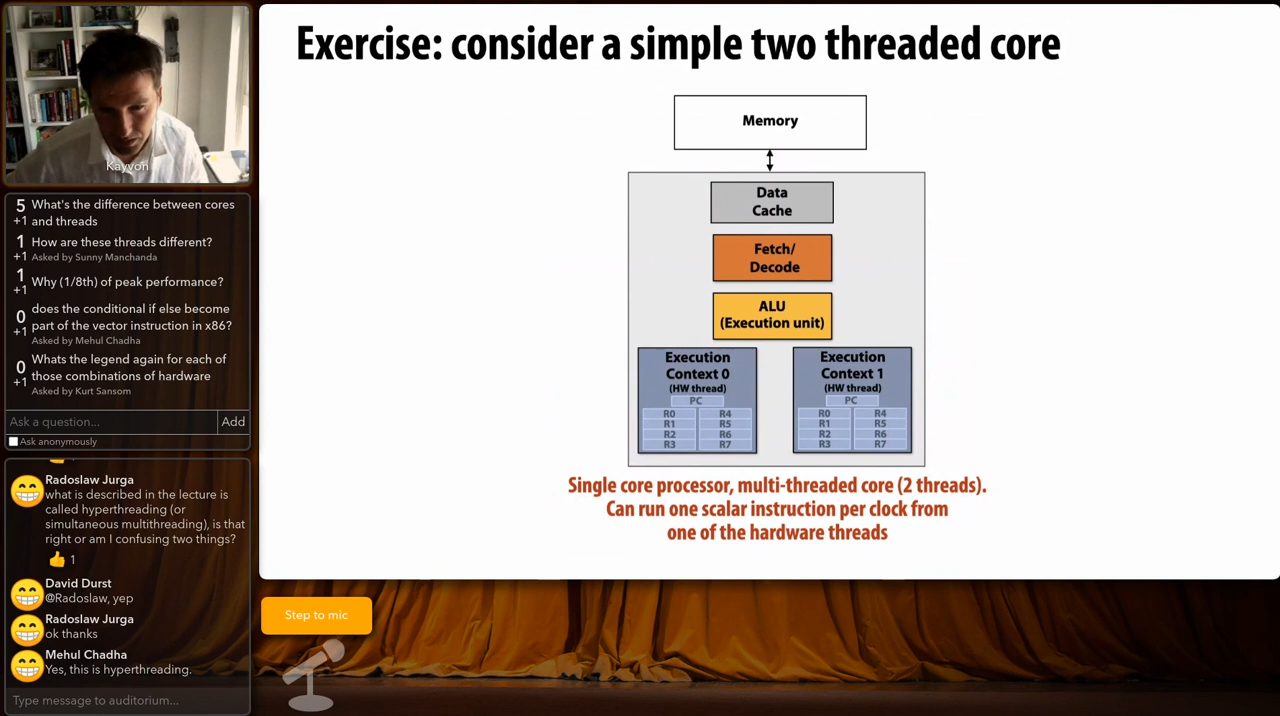 Exercise: consider a simple two threaded core
Memory
Data
Cache
Fetch/
Decode
ALU
(Execution unit)
Execution
Context 0
(HW thread)
PC
R0 R4
R1 R5
R2 R6
R3 R7
Execution
Context 1
(HW thread)
PC
R0 R4
R1 R5
R2 R6
R3 R7
Single core processor, multi-threaded core (2 threads).
Can run one scalar instruction per clock from
one of the hardware threads
Kayvon
5 What's the difference between cores
+1 and threads
1 How are these threads different?
+1 Asked by Sunny Manchanda
1
+1 Why (1/8th) of peak performance?
0 does the conditional if else become
+1 part of the vector instruction in x86?
Asked by Mehul Chadha
0 Whats the legend again for each of
+1 those combinations of hardware
Asked by Kurt Sansom
Ask a question... Add
Ask anonymously
Radoslaw Jurga
what is described in the lecture is
called hyperthreading (or
simultaneous multithreading), is that
right or am I confusing two things?
1
David Durst
@Radoslaw, yep
Radoslaw Jurga
ok thanks
Mehul Chadha
Yes, this is hyperthreading.
Type message to auditorium...
Step to mic